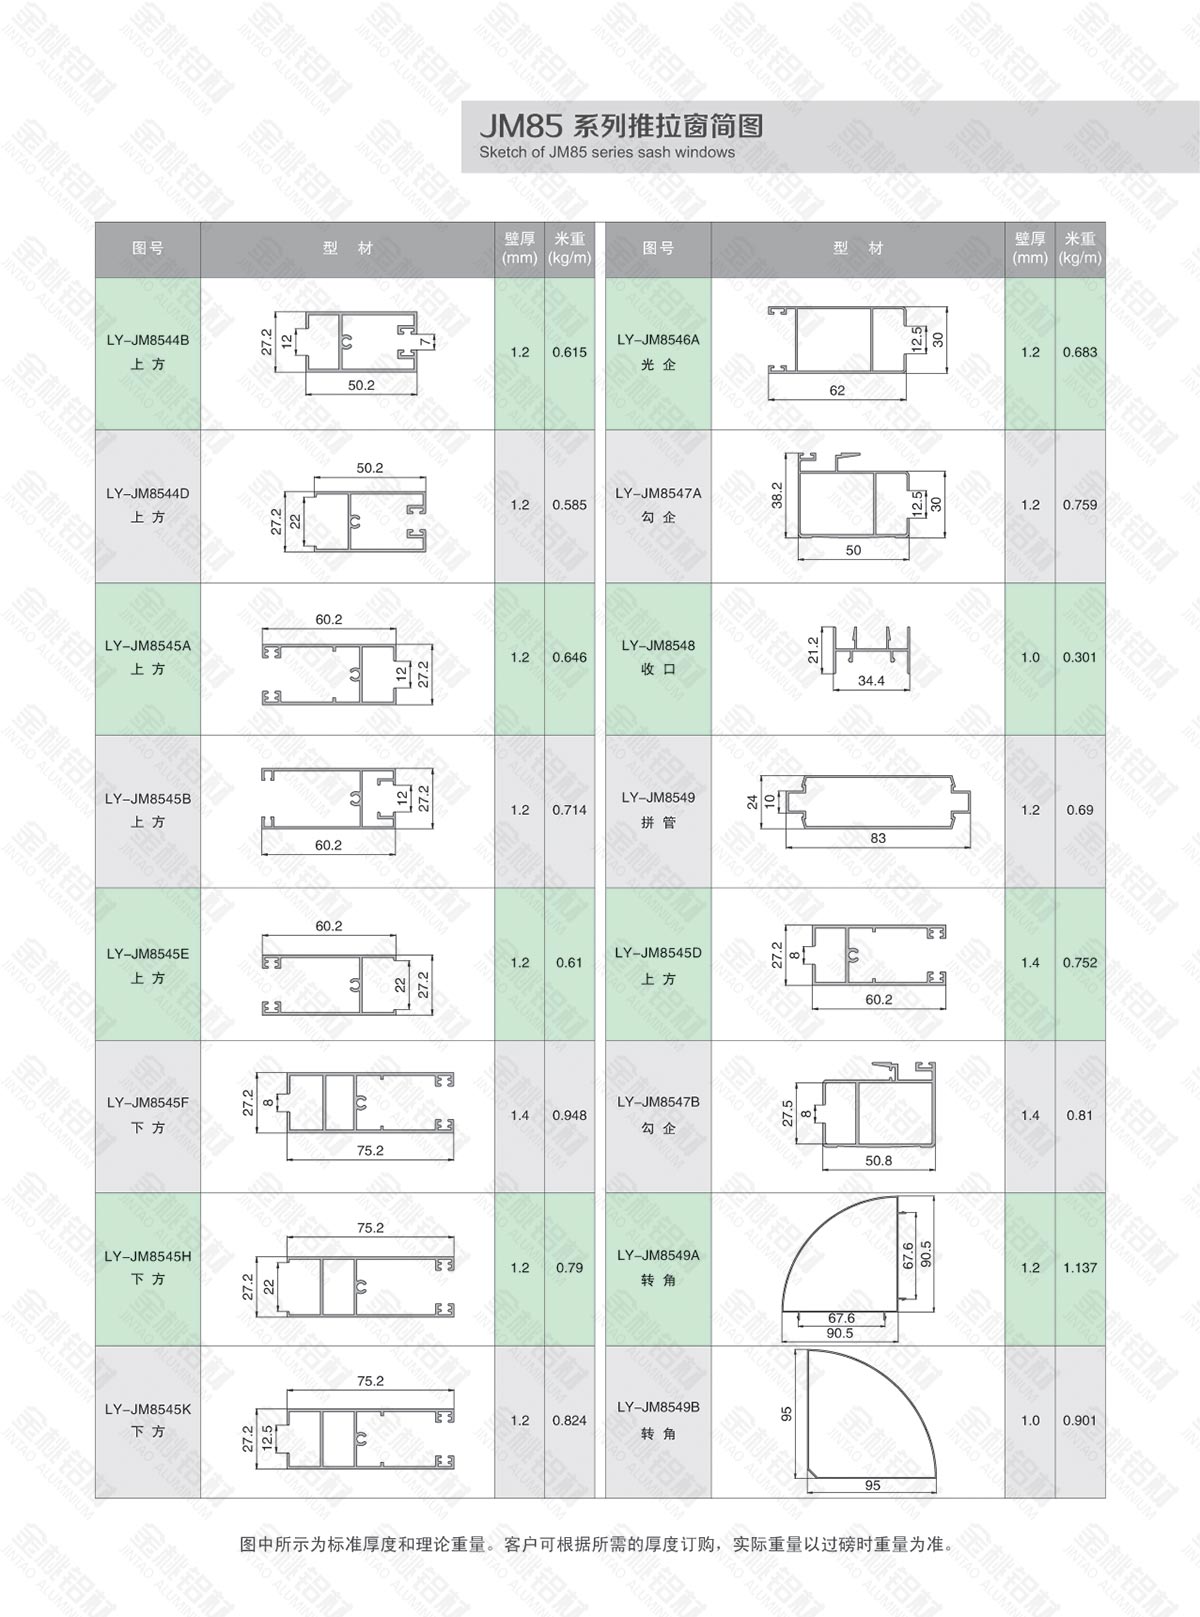 JM85 系列推拉窗简图
Sketch of JM85 series sash windows
图号 型 材 壁厚 (mm) 米重 (kg/m) 图号 型 材 壁厚 (mm) 米重 (kg/m)
LY-JM8544B
上 方
27.2
12
7
50.2
1.2 0.615
LY-JM8546A
光 企
12.5
30
62
1.2 0.683
LY-JM8544D
上 方
50.2
27.2
22
1.2 0.585
LY-JM8547A
勾 企
38.2
12.5
30
50
1.2 0.759
LY-JM8545A
上 方
60.2
12
27.2
1.2 0.646
LY-JM8548
收 口
21.2
34.4
1.0 0.301
LY-JM8545B
上 方
12
27.2
60.2
1.2 0.714
LY-JM8549
拼 管
24
10
83
1.2 0.69
LY-JM8545E
上 方
60.2
22
27.2
1.2 0.61
LY-JM8545D
上 方
27.2
8
60.2
1.4 0.752
LY-JM8545F
下 方
27.2
8
75.2
1.4 0.948
LY-JM8547B
勾 企
27.5
8
50.8
1.4 0.81
LY-JM8545H
下 方
75.2
27.2
22
1.2 0.79
LY-JM8549A
转 角
67.6
90.5
67.6
90.5
1.2 1.137
LY-JM8545K
下 方
75.2
27.2
12.5
1.2 0.824
LY-JM8549B
转 角
95
95
1.0 0.901
图中所示为标准厚度和理论重量。客户可根据所需的厚度订购，实际重量以过磅时重量为准。
金桃铝材
JINTAO ALUMINIUM